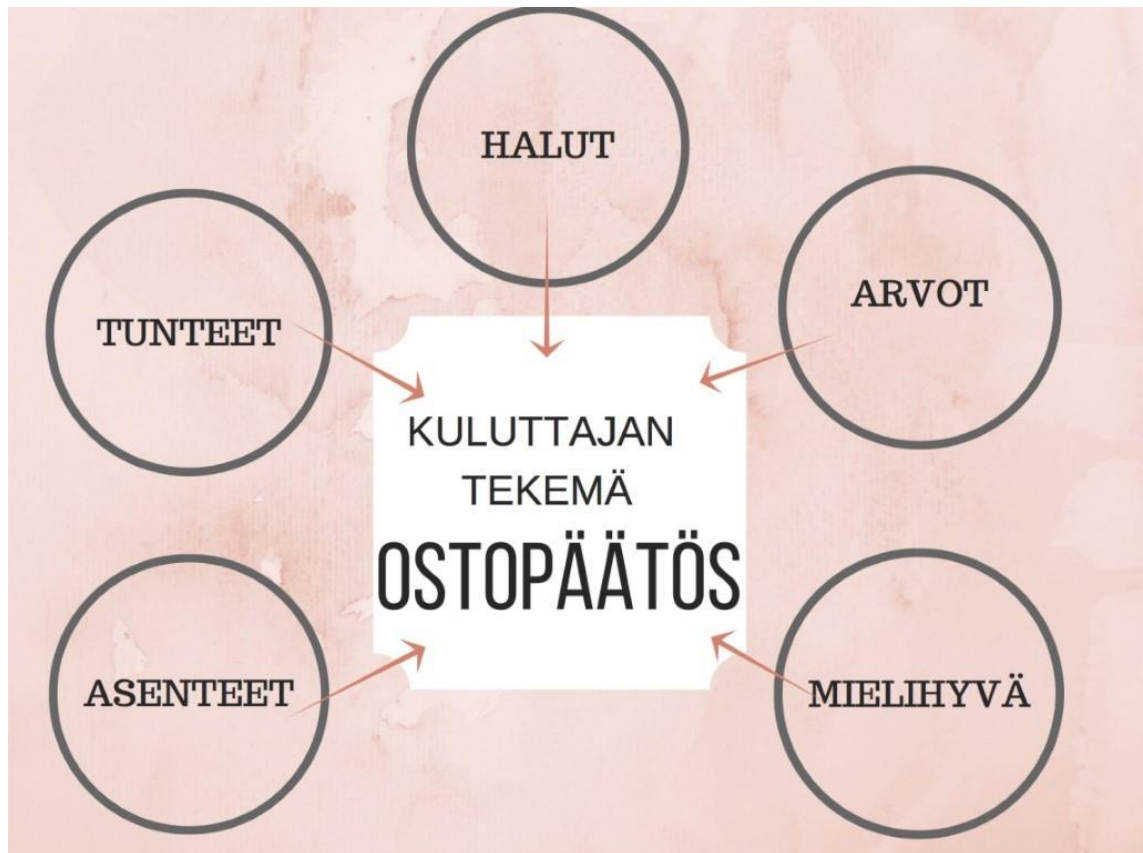 HALUT
TUNTEET
ARVOT
KULUTTAJAN
TEKEMÄ
OSTOPÄÄTÖS
ASENTEET
MIELIHYVÄ